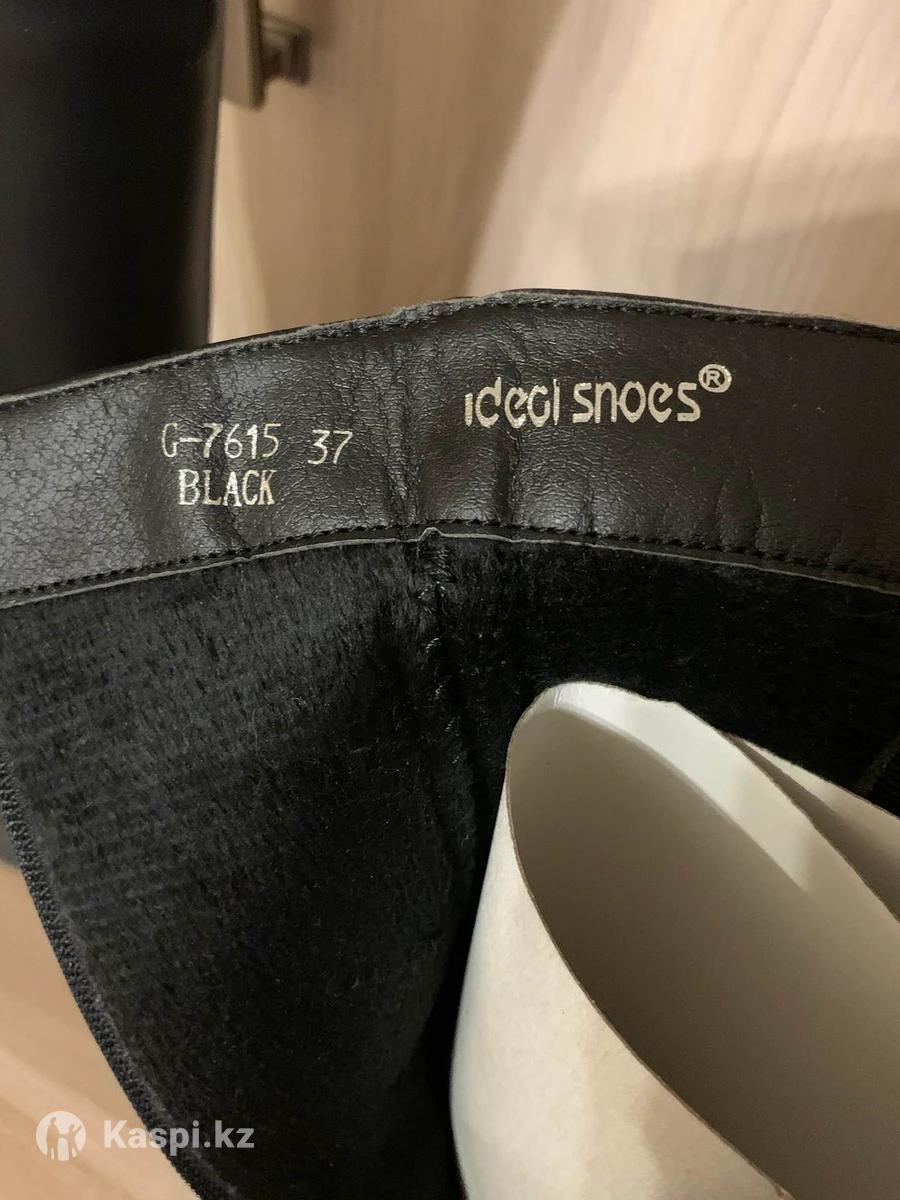 ideal shoes®
G-7615 37
BLACK
Kaspi.kz